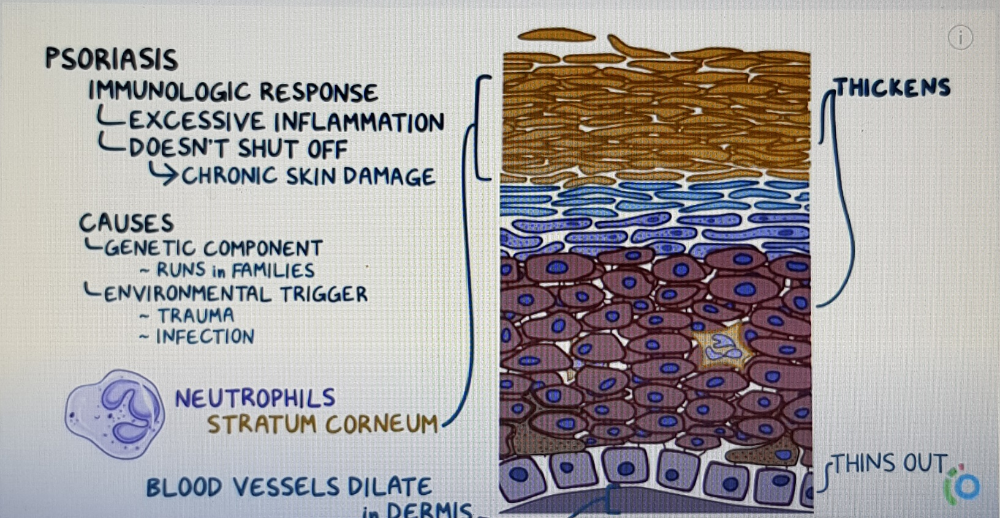 PSORIASIS
IMMUNOLOGIC RESPONSE
EXCESSIVE INFLAMMATION
DOESN'T SHUT OFF
CHRONIC SKIN DAMAGE
CAUSES
GENETIC COMPONENT
~ RUNS in FAMILIES
ENVIRONMENTAL TRIGGER
~ TRAUMA
~ INFECTION
NEUTROPHILS
STRATUM CORNEUM
BLOOD VESSELS DILATE
in DERMIS
THICKENS
THINS OUT